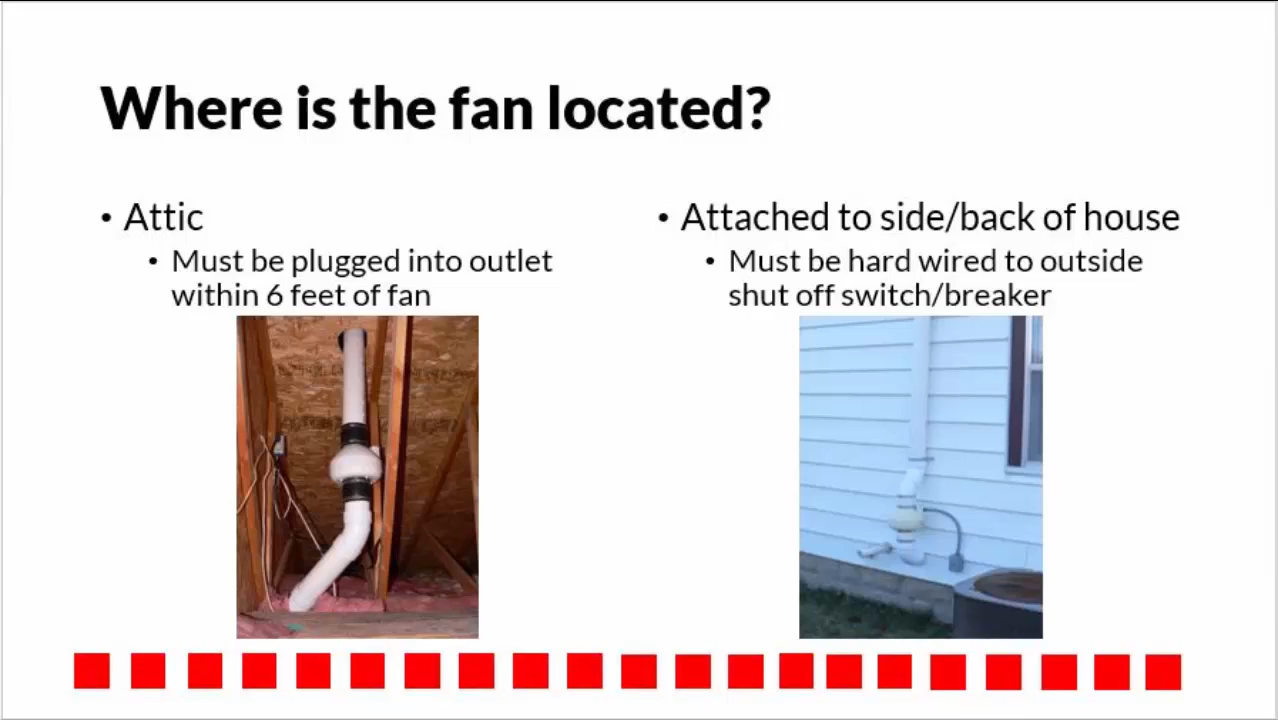 Where is the fan located?
• Attic
• Must be plugged into outlet
within 6 feet of fan
• Attached to side/back of house
• Must be hard wired to outside
shut off switch/breaker